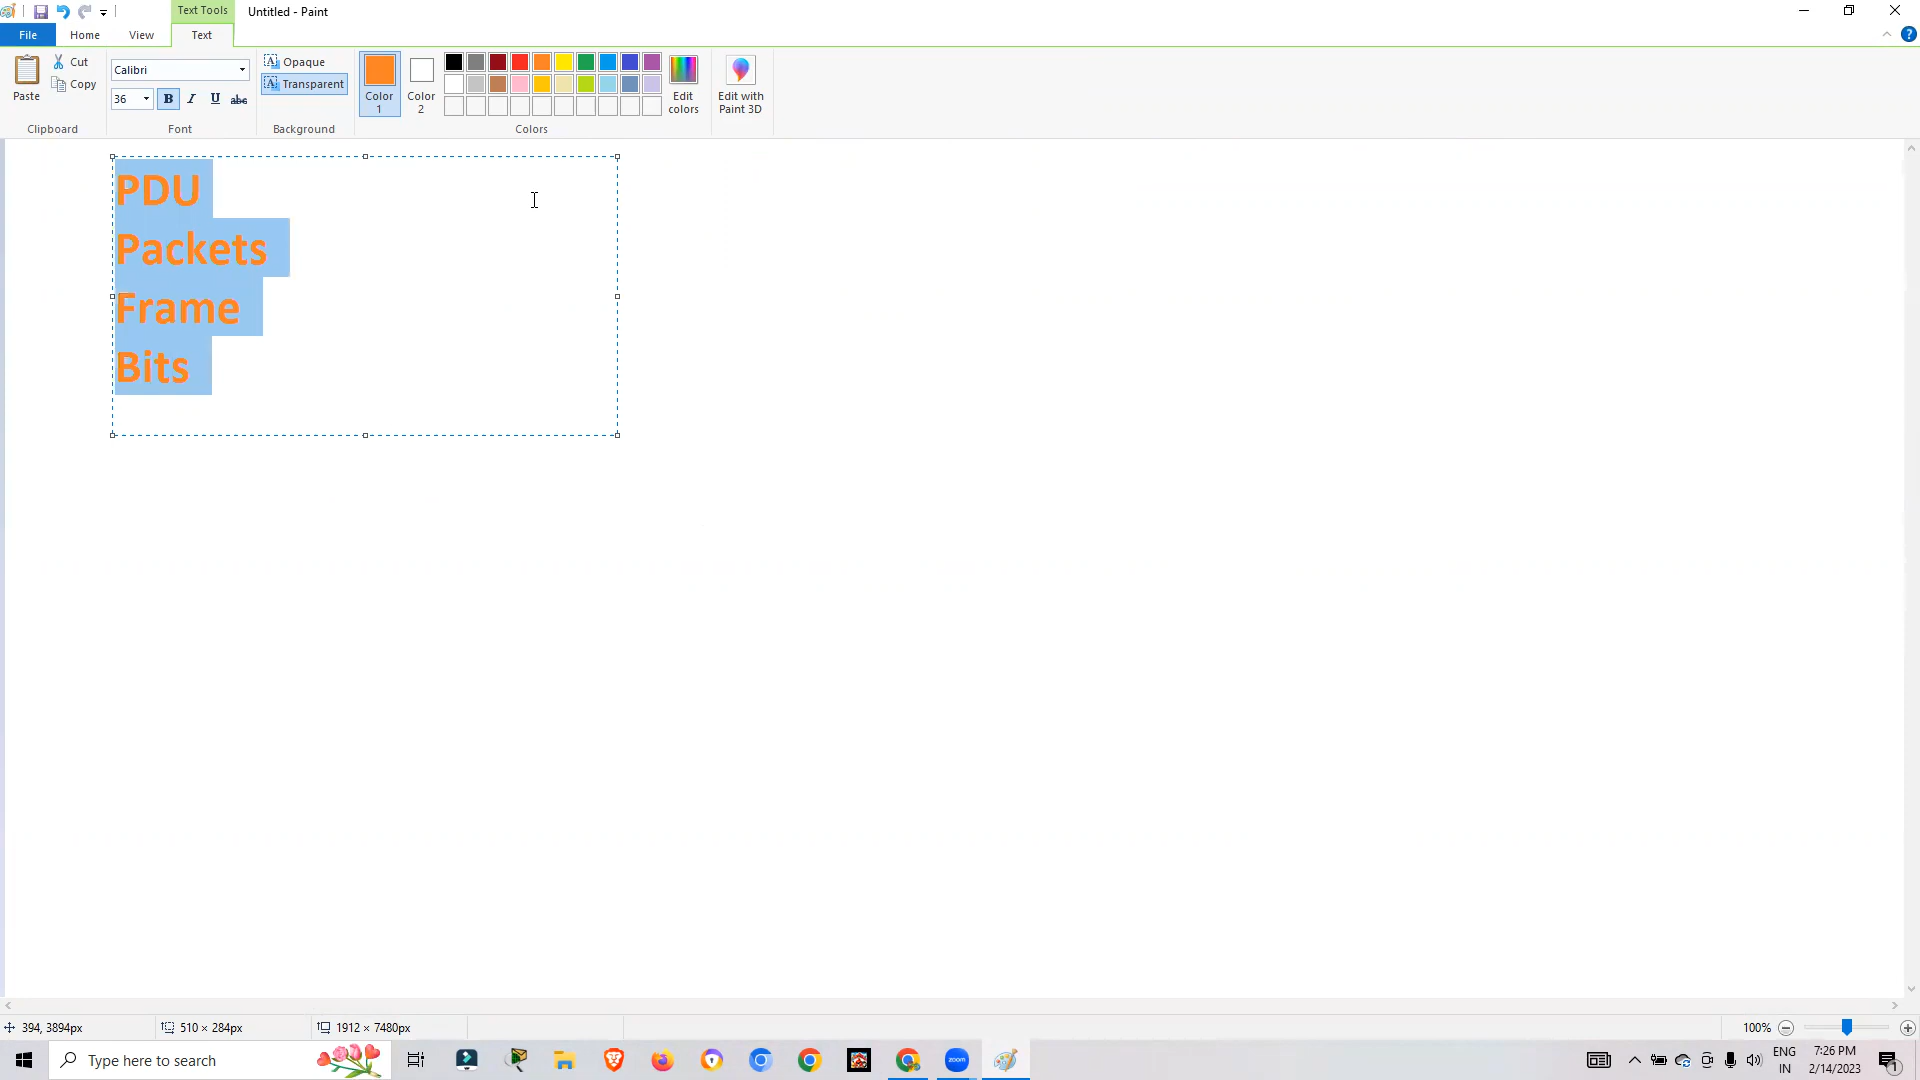 Text Tools
Untitled - Paint
File
Home
View
Text
Paste
Cut
Copy
Clipboard
Calibri
36
B
I
U
abc
Font
Opaque
Transparent
Background
Color
1
Color
2
Edit
colors
Colors
Edit with
Paint 3D
PDU
Packets
Frame
Bits
394, 3894px
510 × 284px
1912 × 7480px
100%
Type here to search
zoom
ENG
IN
7:26 PM
2/14/2023
1